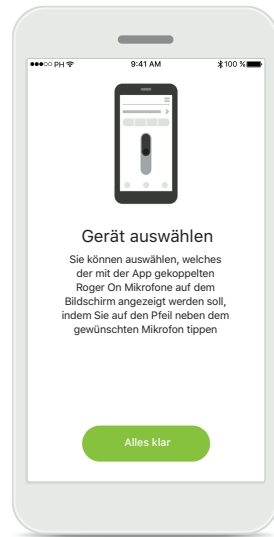 ●●●○○ PH 9:41 AM 100 %
Gerät auswählen
Sie können auswählen, welches
der mit der App gekoppelten
Roger On Mikrofone auf dem
Bildschirm angezeigt werden soll,
indem Sie auf den Pfeil neben dem
gewünschten Mikrofon tippen
Alles klar